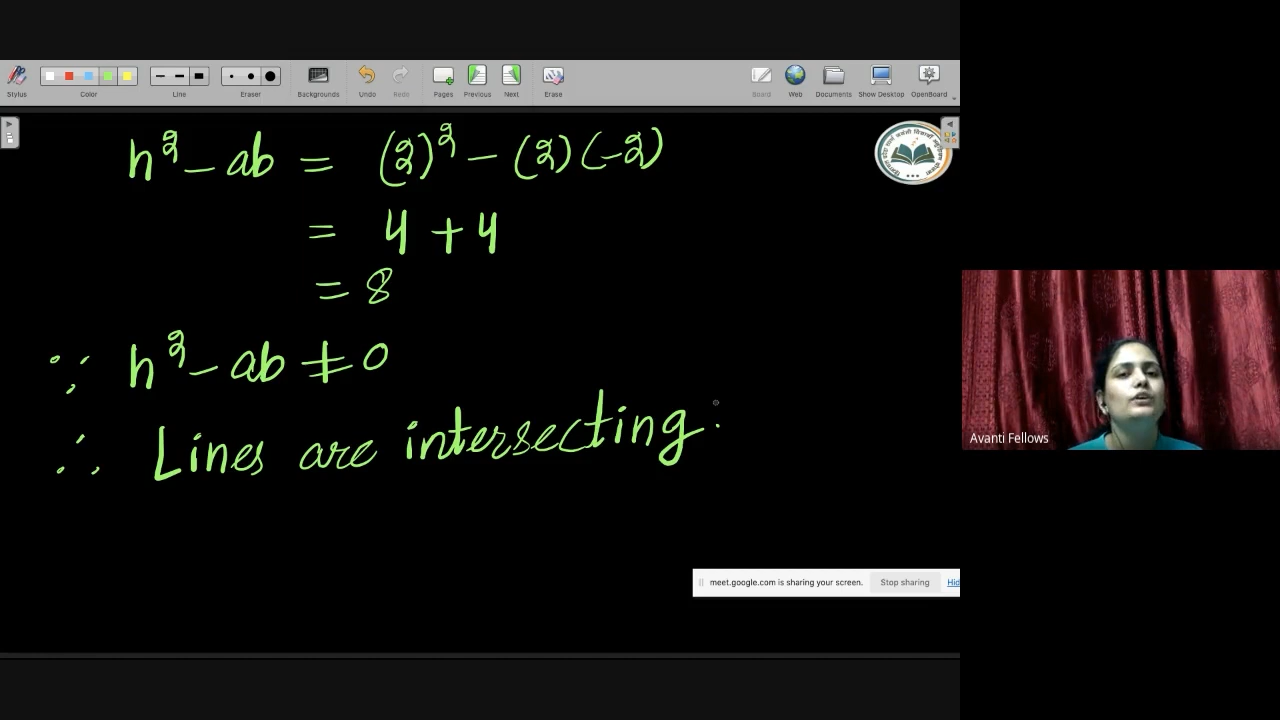 Stylus Color Line Eraser Backgrounds Undo Redo Pages Previous Next Erase Board Web Documents Show Desktop OpenBoard
h² - ab = (2)² - (2)(-2)
= 4 + 4
= 8
∵ h² - ab ≠ 0
∴ Lines are intersecting.
Avanti Fellows
meet.google.com is sharing your screen. Stop sharing Hid